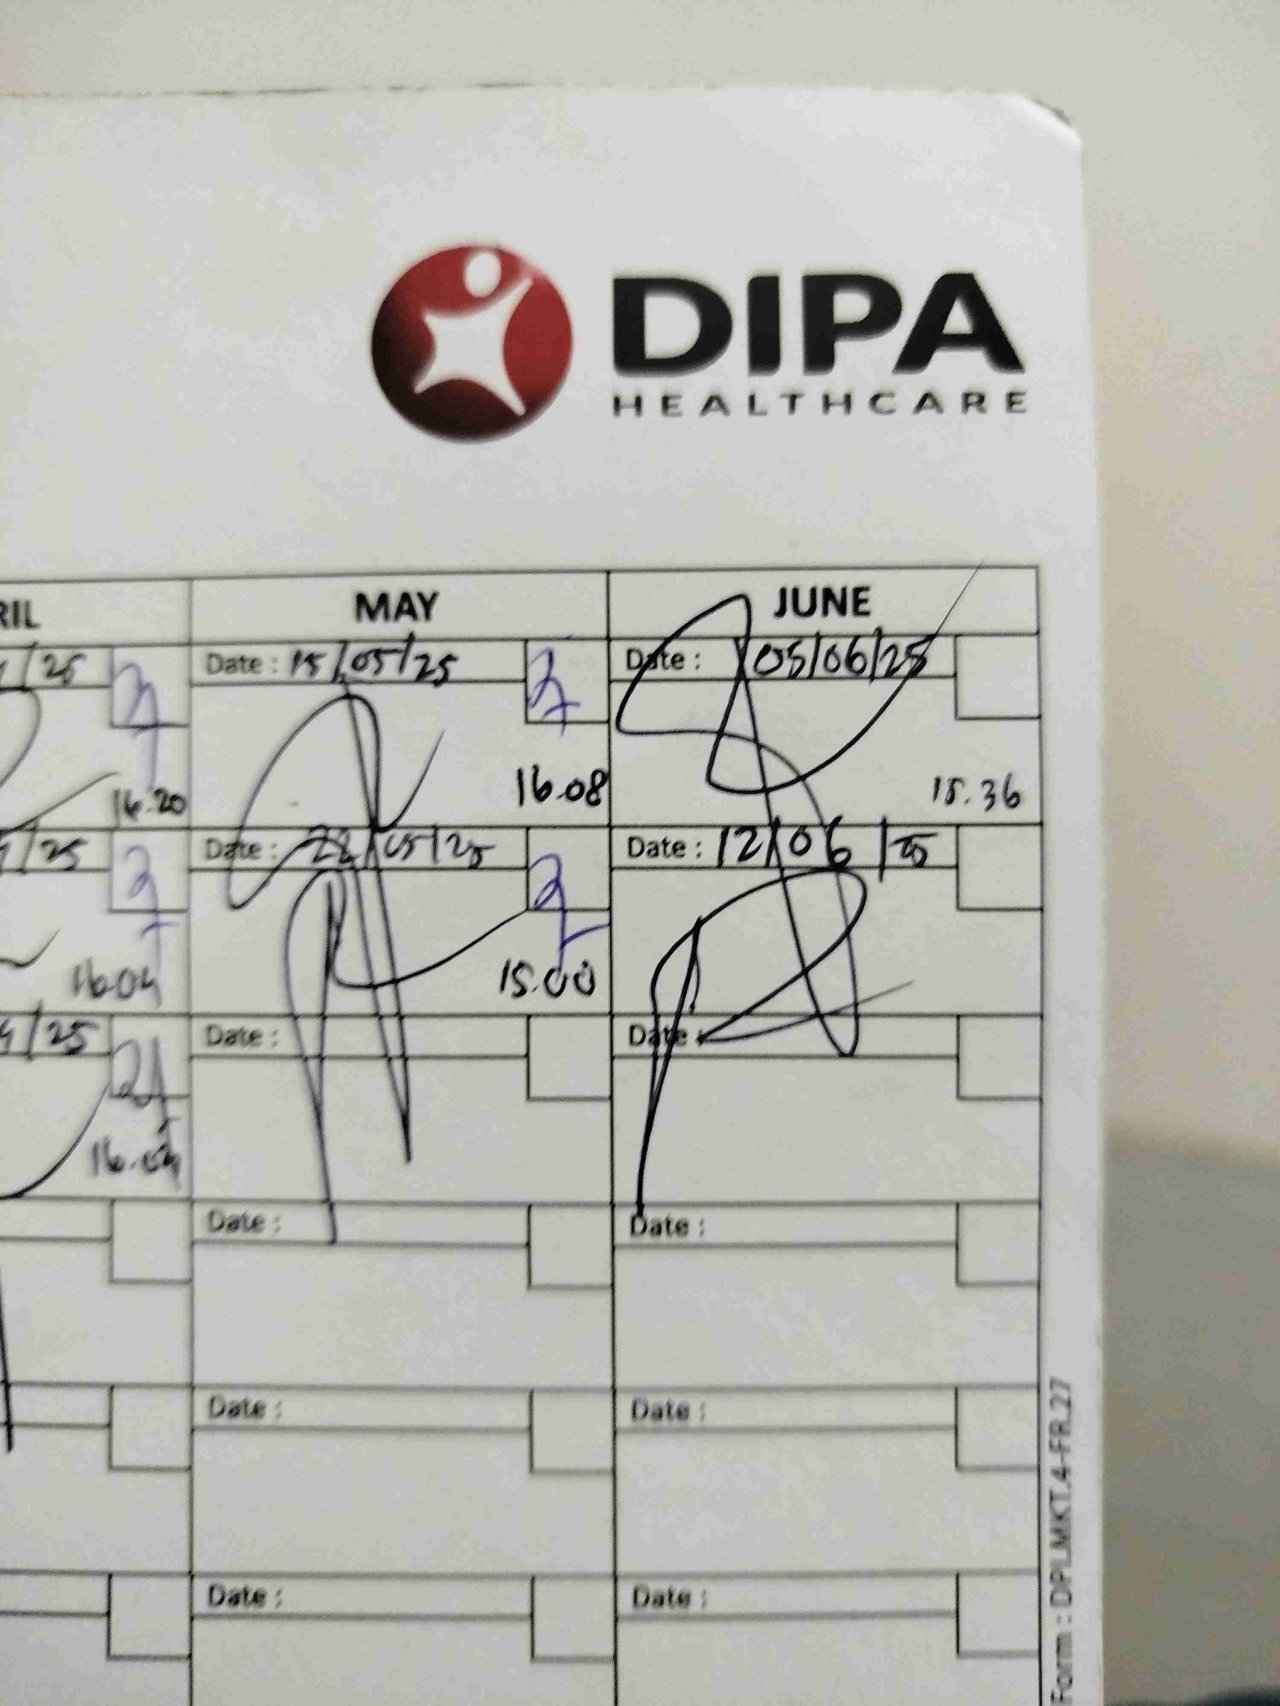 DIPA
HEALTHCARE
RIL
MAY
JUNE
/25
Date : 15/05/25
Date : 05/06/25
16.20
16.08
15.36
/25
Date : 22/05/25
Date : 12/06/25
16.04
15.00
/25
Date :
Date :
16.04
Date :
Date :
Date :
Date :
Date :
Date :
Form : DPLMKT.4-FR.27